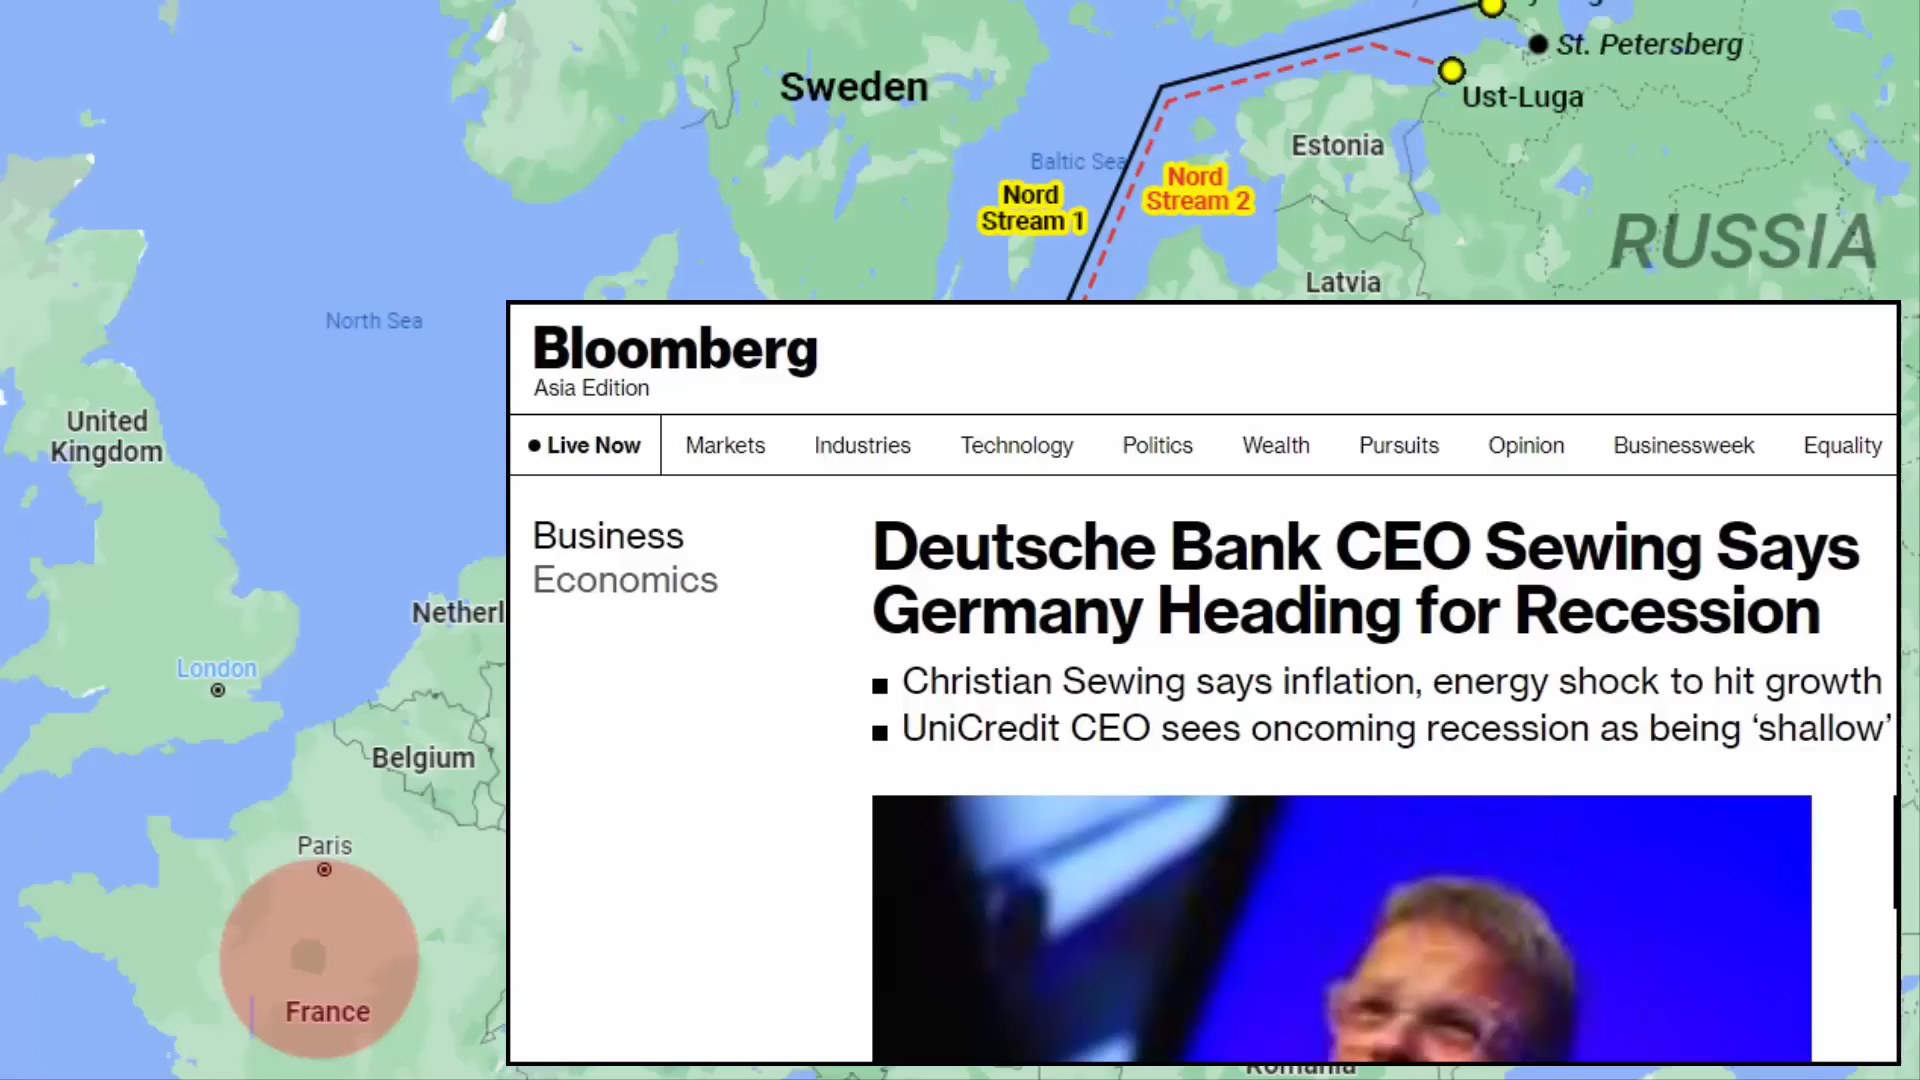 St. Petersberg
Sweden
Ust-Luga
Estonia
Baltic Sea
Nord
Stream 1
Nord
Stream 2
RUSSIA
Latvia
North Sea
United
Kingdom
Netherl
London
Belgium
Paris
France
Bloomberg
Asia Edition
Live Now Markets Industries Technology Politics Wealth Pursuits Opinion Businessweek Equality
Business
Economics
Deutsche Bank CEO Sewing Says
Germany Heading for Recession
■ Christian Sewing says inflation, energy shock to hit growth
■ UniCredit CEO sees oncoming recession as being ‘shallow’
Romania